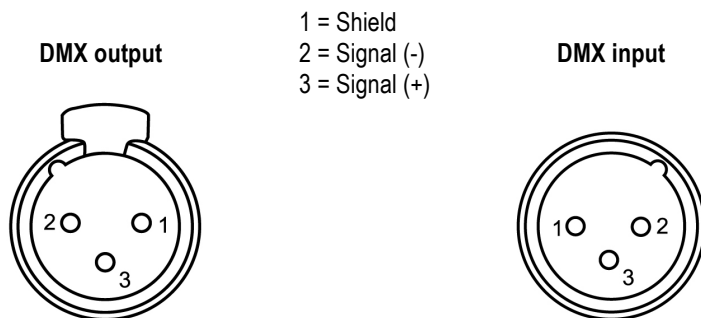 1 = Shield
DMX output
2 = Signal (-)
DMX input
3 = Signal (+)
2
1
3
1
2
3